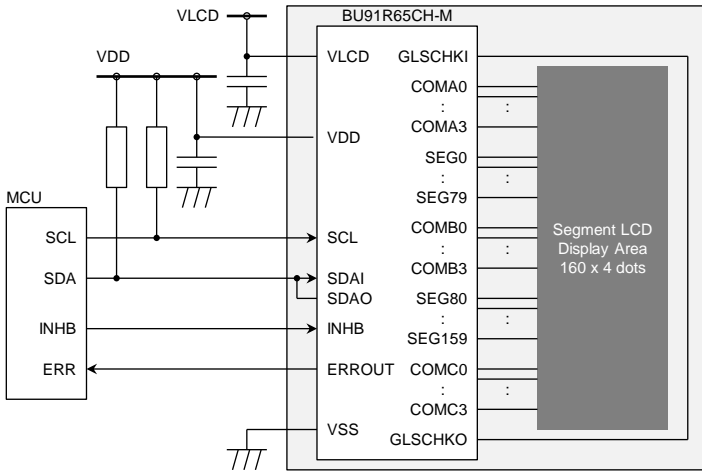 VLCD
BU91R65CH-M
VLCD
GLSCHKI
VDD
COMA0
:
:
COMA3
VDD
SEG0
:
:
SEG79
MCU
SCL
SCL
COMB0
:
:
SDA
SDAI
COMB3
SDAO
SEG80
INHB
INHB
:
:
SEG159
ERR
ERROUT
COMC0
:
:
COMC3
VSS
GLSCHKO
Segment LCD
Display Area
160 x 4 dots